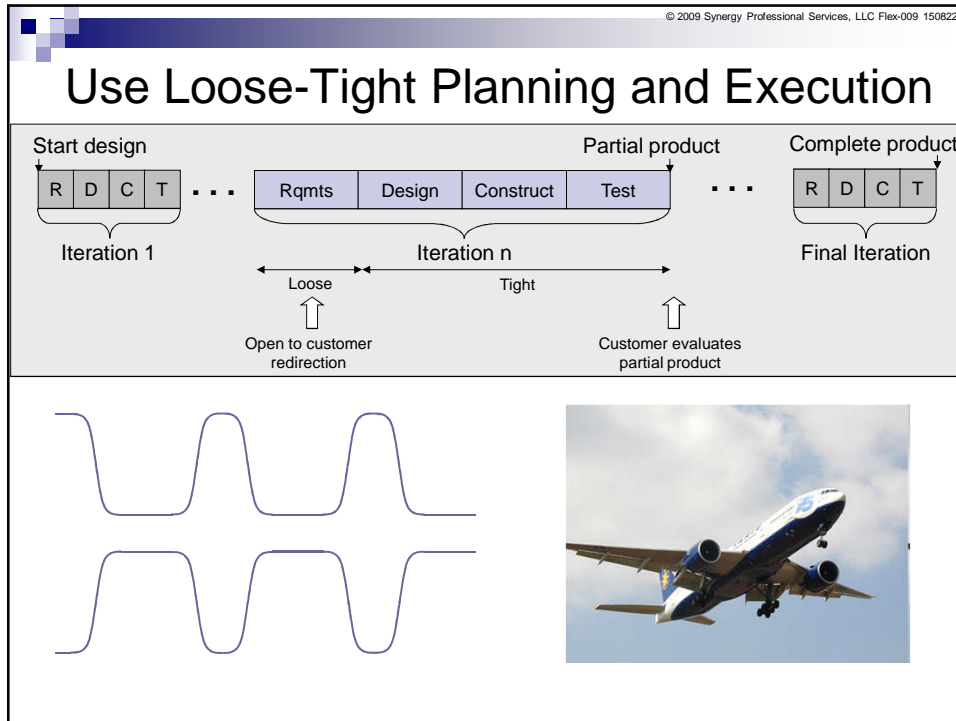 © 2009 Synergy Professional Services, LLC Flex-009 150822
Use Loose-Tight Planning and Execution
Start design
Partial product
Complete product
R D C T
. . .
Rqmts Design Construct Test
. . .
R D C T
Iteration 1
Iteration n
Final Iteration
Loose
Tight
Open to customer
redirection
Customer evaluates
partial product